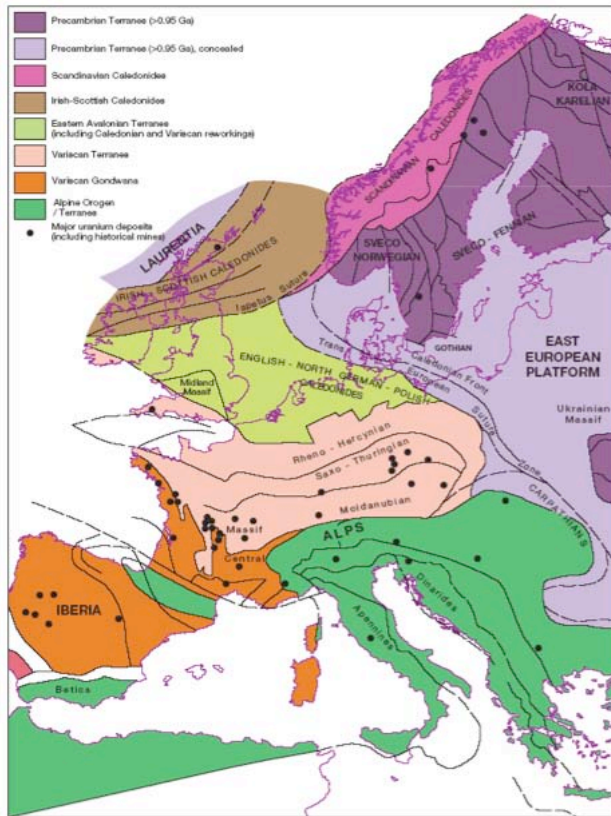 Precambrian Terranes (>0.95 Ga)
Precambrian Terranes (>0.95 Ga), concealed
Scandinavian Caledonides
Irish-Scottish Caledonides
Eastern Avalonian Terranes
(including Caledonian and Variscan reworkings)
Variscan Terranes
Variscan Gondwana
Alpine Orogen
/ Terranes
Major uranium deposits
(including historical mines)
KOLA
KARELIAN
SCANDINAVIAN CALEDONIDES
LAURENTIA
IRISH - SCOTTISH CALEDONIDES
Iapetus Suture
SVECO
NORWEGIAN
SVECO - FENNIAN
GOTHIAN
EAST
EUROPEAN
PLATFORM
Ukrainian
Massif
Caledonian Front
Trans European Suture Zone
ENGLISH - NORTH GERMAN - POLISH
CALEDONIDES
Midland
Massif
Rheno - Hercynian
Saxo - Thuringian
Moldanubian
CARPATHIANS
Massif
Central
ALPS
Dinarides
Apennines
IBERIA
Betics